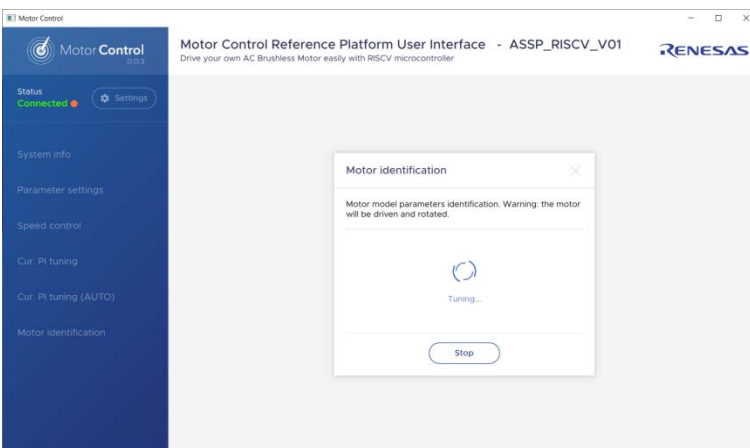 Motor Control
Motor Control
0.0.3
Motor Control Reference Platform User Interface - ASSP_RISCV_V01
Drive your own AC Brushless Motor easily with RISCV microcontroller
RENESAS
Status
Connected
Settings
System info
Parameter settings
Speed control
Cur. PI tuning
Cur. PI tuning (AUTO)
Motor identification
Motor identification
Motor model parameters identification. Warning: the motor
will be driven and rotated.
Tuning...
Stop